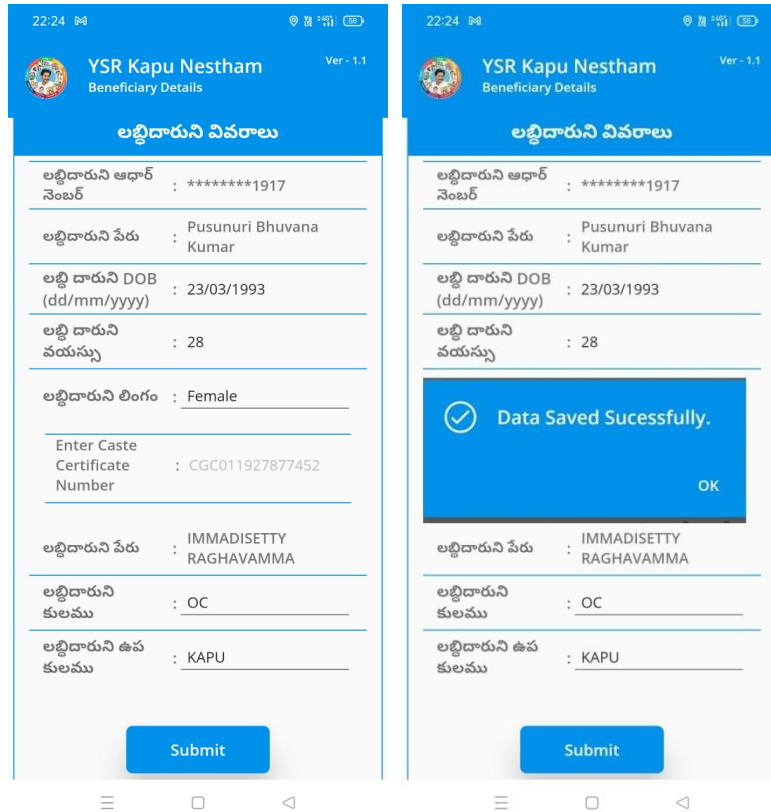 22:24
58
YSR Kapu Nestham
Ver - 1.1
Beneficiary Details
లబ్ధిదారుని వివరాలు
లబ్ధిదారుని ఆధార్
నెంబర్
: ********1917
లబ్ధిదారుని పేరు
: Pusunuri Bhuvana
Kumar
లబ్ధి దారుని DOB
(dd/mm/yyyy)
: 23/03/1993
లబ్ధి దారుని
వయస్సు
: 28
లబ్ధిదారుని లింగం : Female
Enter Caste
Certificate
Number
: CGC011927877452
లబ్ధిదారుని పేరు
: IMMADISETTY
RAGHAVAMMA
లబ్ధిదారుని
కులము
: OC
లబ్ధిదారుని ఉప
కులము
: KAPU
Submit
22:24
58
YSR Kapu Nestham
Ver - 1.1
Beneficiary Details
లబ్ధిదారుని వివరాలు
లబ్ధిదారుని ఆధార్
నెంబర్
: ********1917
లబ్ధిదారుని పేరు
: Pusunuri Bhuvana
Kumar
లబ్ధి దారుని DOB
(dd/mm/yyyy)
: 23/03/1993
లబ్ధి దారుని
వయస్సు
: 28
Data Saved Sucessfully.
OK
లబ్ధిదారుని పేరు
: IMMADISETTY
RAGHAVAMMA
లబ్ధిదారుని
కులము
: OC
లబ్ధిదారుని ఉప
కులము
: KAPU
Submit